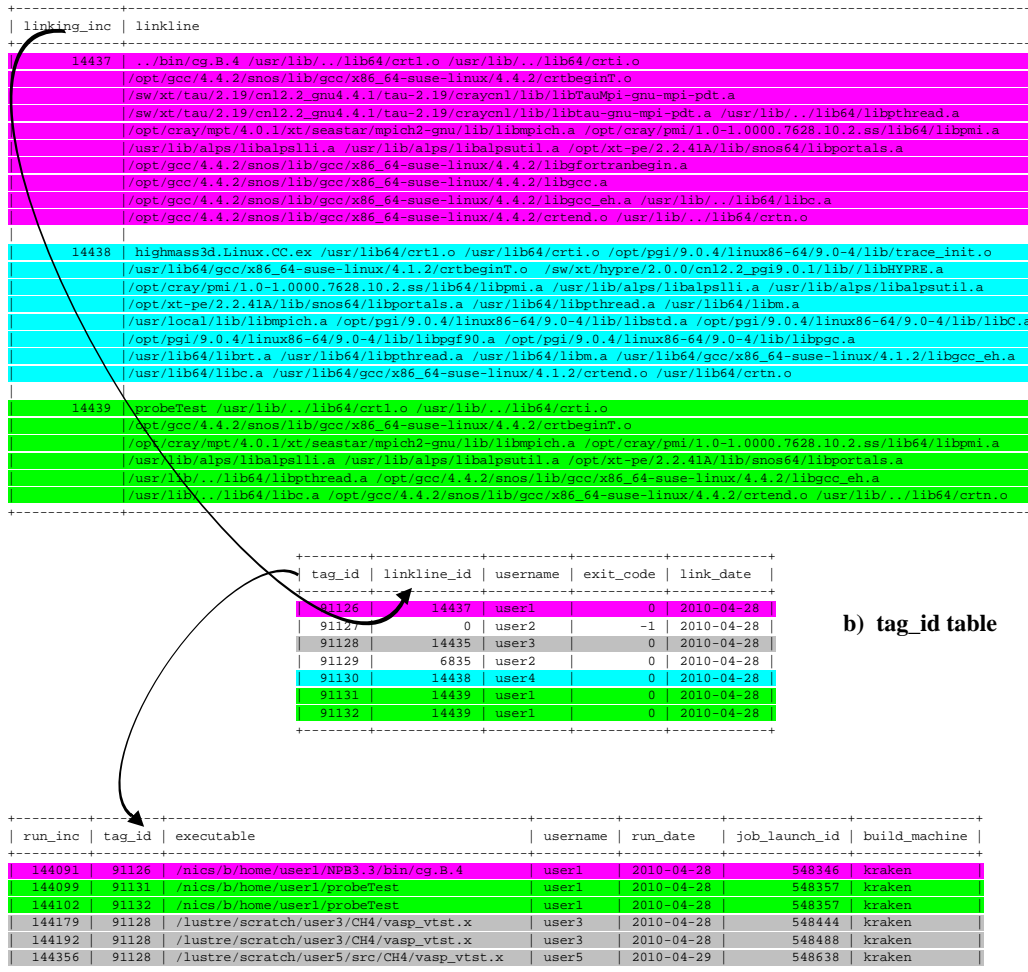 | linking_inc | linkline
| 14437 | ../bin/cg.B.4 /usr/lib/../lib64/crt1.o /usr/lib/../lib64/crti.o
| |/opt/gcc/4.4.2/snos/lib/gcc/x86_64-suse-linux/4.4.2/crtbeginT.o
| |/sw/xt/tau/2.19/cnl2.2_gnu4.4.1/tau-2.19/craycnl/lib/libTauMpi-gnu-mpi-pdt.a
| |/sw/xt/tau/2.19/cnl2.2_gnu4.4.1/tau-2.19/craycnl/lib/libtau-gnu-mpi-pdt.a /usr/lib/../lib64/libpthread.a
| |/opt/cray/mpt/4.0.1/xt/seastar/mpich2-gnu/lib/libmpich.a /opt/cray/pmi/1.0-1.0000.7628.10.2.ss/lib64/libpmi.a
| |/usr/lib/alps/libalpslli.a /usr/lib/alps/libalpsutil.a /opt/xt-pe/2.2.41A/lib/snos64/libportals.a
| |/opt/gcc/4.4.2/snos/lib/gcc/x86_64-suse-linux/4.4.2/libgfortranbegin.a
| |/opt/gcc/4.4.2/snos/lib/gcc/x86_64-suse-linux/4.4.2/libgcc.a
| |/opt/gcc/4.4.2/snos/lib/gcc/x86_64-suse-linux/4.4.2/libgcc_eh.a /usr/lib/../lib64/libc.a
| |/opt/gcc/4.4.2/snos/lib/gcc/x86_64-suse-linux/4.4.2/crtend.o /usr/lib/../lib64/crtn.o
| 14438 | highmass3d.Linux.CC.ex /usr/lib64/crt1.o /usr/lib64/crti.o /opt/pgi/9.0.4/linux86-64/9.0-4/lib/trace_init.o
| |/usr/lib64/gcc/x86_64-suse-linux/4.1.2/crtbeginT.o /sw/xt/hypre/2.0.0/cnl2.2_pgi9.0.1/lib//libHYPRE.a
| |/opt/cray/pmi/1.0-1.0000.7628.10.2.ss/lib64/libpmi.a /usr/lib/alps/libalpslli.a /usr/lib/alps/libalpsutil.a
| |/opt/xt-pe/2.2.41A/lib/snos64/libportals.a /usr/lib64/libpthread.a /usr/lib64/libm.a
| |/usr/local/lib/libmpich.a /opt/pgi/9.0.4/linux86-64/9.0-4/lib/libstd.a /opt/pgi/9.0.4/linux86-64/9.0-4/lib/libC.a
| |/opt/pgi/9.0.4/linux86-64/9.0-4/lib/libpgf90.a /opt/pgi/9.0.4/linux86-64/9.0-4/lib/libpgc.a
| |/usr/lib64/librt.a /usr/lib64/libpthread.a /usr/lib64/libm.a /usr/lib64/gcc/x86_64-suse-linux/4.1.2/libgcc_eh.a
| |/usr/lib64/libc.a /usr/lib64/gcc/x86_64-suse-linux/4.1.2/crtend.o /usr/lib64/crtn.o
| 14439 | probeTest /usr/lib/../lib64/crt1.o /usr/lib/../lib64/crti.o
| |/opt/gcc/4.4.2/snos/lib/gcc/x86_64-suse-linux/4.4.2/crtbeginT.o
| |/opt/cray/mpt/4.0.1/xt/seastar/mpich2-gnu/lib/libmpich.a /opt/cray/pmi/1.0-1.0000.7628.10.2.ss/lib64/libpmi.a
| |/usr/lib/alps/libalpslli.a /usr/lib/alps/libalpsutil.a /opt/xt-pe/2.2.41A/lib/snos64/libportals.a
| |/usr/lib/../lib64/libpthread.a /opt/gcc/4.4.2/snos/lib/gcc/x86_64-suse-linux/4.4.2/libgcc_eh.a
| |/usr/lib/../lib64/libc.a /opt/gcc/4.4.2/snos/lib/gcc/x86_64-suse-linux/4.4.2/crtend.o /usr/lib/../lib64/crtn.o
| tag_id | linkline_id | username | exit_code | link_date |
| 91126 | 14437 | user1 | 0 | 2010-04-28 |
| 91127 | 0 | user2 | -1 | 2010-04-28 |
| 91128 | 14435 | user3 | 0 | 2010-04-28 |
| 91129 | 6835 | user2 | 0 | 2010-04-28 |
| 91130 | 14438 | user4 | 0 | 2010-04-28 |
| 91131 | 14439 | user1 | 0 | 2010-04-28 |
| 91132 | 14439 | user1 | 0 | 2010-04-28 |
b) tag_id table
| run_inc | tag_id | executable | username | run_date | job_launch_id | build_machine |
| 144091 | 91126 | /nics/b/home/user1/NPB3.3/bin/cg.B.4 | user1 | 2010-04-28 | 548346 | kraken |
| 144099 | 91131 | /nics/b/home/user1/probeTest | user1 | 2010-04-28 | 548357 | kraken |
| 144102 | 91132 | /nics/b/home/user1/probeTest | user1 | 2010-04-28 | 548357 | kraken |
| 144179 | 91128 | /lustre/scratch/user3/CH4/vasp_vtst.x | user3 | 2010-04-28 | 548444 | kraken |
| 144192 | 91128 | /lustre/scratch/user3/CH4/vasp_vtst.x | user3 | 2010-04-28 | 548488 | kraken |
| 144356 | 91128 | /lustre/scratch/user5/src/CH4/vasp_vtst.x | user5 | 2010-04-29 | 548638 | kraken |